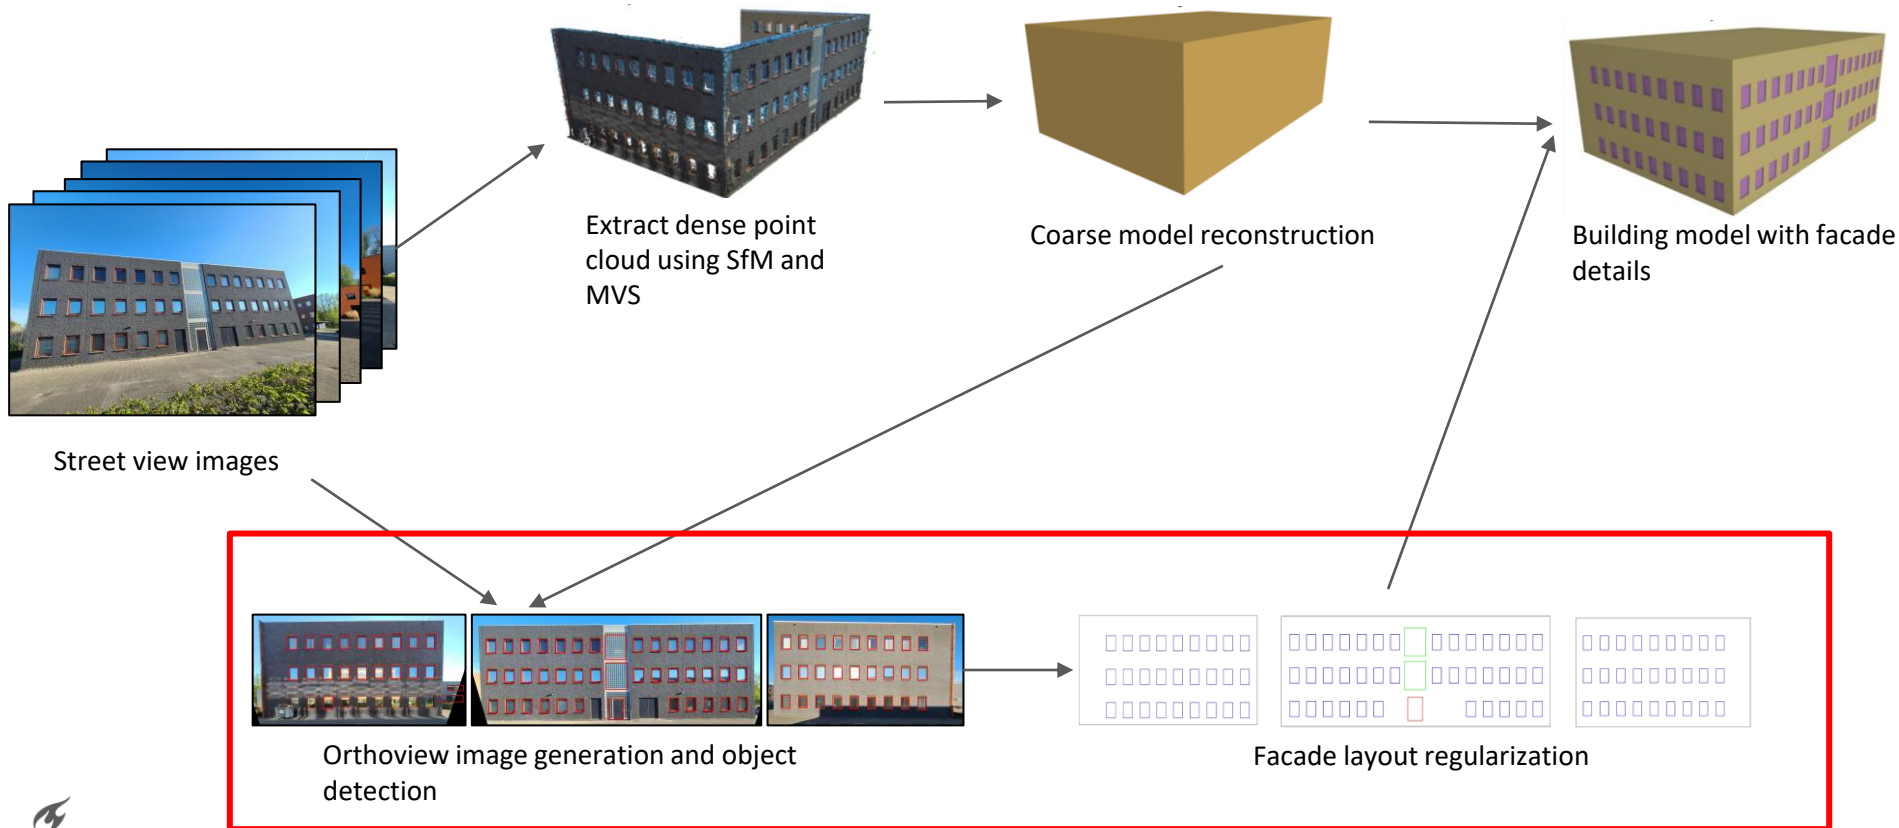 Extract dense point
cloud using SfM and
MVS
Coarse model reconstruction
Building model with facade
details
Street view images
Orthoview image generation and object
detection
Facade layout regularization